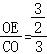 OE/CO = (3/2)/3